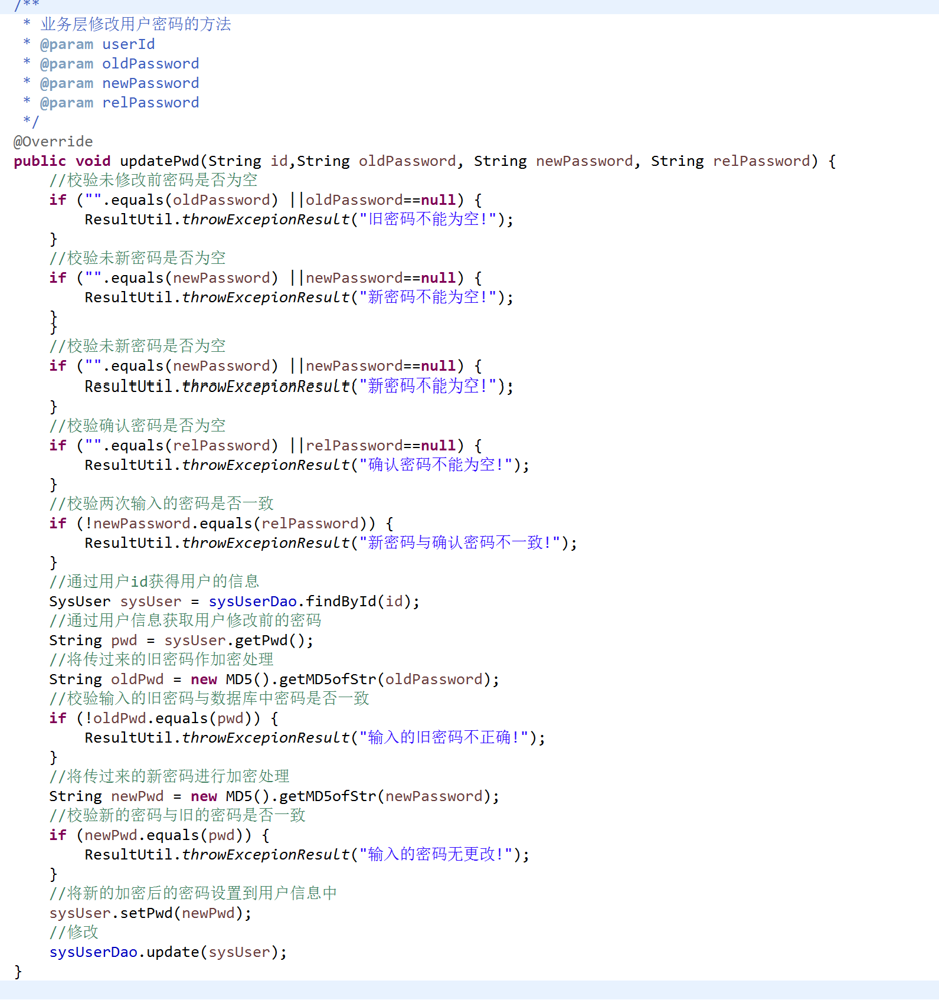 /**
 * 业务层修改用户密码的方法
 * @param userId
 * @param oldPassword
 * @param newPassword
 * @param relPassword
 */
@Override
public void updatePwd(String id,String oldPassword, String newPassword, String relPassword) {
    //校验未修改前密码是否为空
    if ("".equals(oldPassword) ||oldPassword==null) {
        ResultUtil.throwExcepionResult("旧密码不能为空!");
    }
    //校验未新密码是否为空
    if ("".equals(newPassword) ||newPassword==null) {
        ResultUtil.throwExcepionResult("新密码不能为空!");
    }
    }
    //校验未新密码是否为空
    if ("".equals(newPassword) ||newPassword==null) {
        ResultUtil.throwExcepionResult("新密码不能为空!");
    }
    //校验确认密码是否为空
    if ("".equals(relPassword) ||relPassword==null) {
        ResultUtil.throwExcepionResult("确认密码不能为空!");
    }
    //校验两次输入的密码是否一致
    if (!newPassword.equals(relPassword)) {
        ResultUtil.throwExcepionResult("新密码与确认密码不一致!");
    }
    //通过用户id获得用户的信息
    SysUser sysUser = sysUserDao.findById(id);
    //通过用户信息获取用户修改前的密码
    String pwd = sysUser.getPwd();
    //将传过来的旧密码作加密处理
    String oldPwd = new MD5().getMD5ofStr(oldPassword);
    //校验输入的旧密码与数据库中密码是否一致
    if (!oldPwd.equals(pwd)) {
        ResultUtil.throwExcepionResult("输入的旧密码不正确!");
    }
    //将传过来的新密码进行加密处理
    String newPwd = new MD5().getMD5ofStr(newPassword);
    //校验新的密码与旧的密码是否一致
    if (newPwd.equals(pwd)) {
        ResultUtil.throwExcepionResult("输入的密码无更改!");
    }
    //将新的加密后的密码设置到用户信息中
    sysUser.setPwd(newPwd);
    //修改
    sysUserDao.update(sysUser);
}